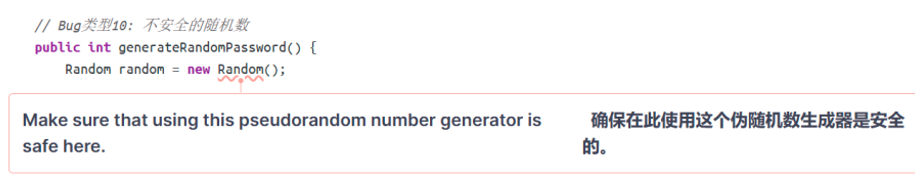 // Bug类型10: 不安全的随机数
public int generateRandomPassword() {
Random random = new Random();
Make sure that using this pseudorandom number generator is
safe here.
确保在此使用这个伪随机数生成器是安全
的。